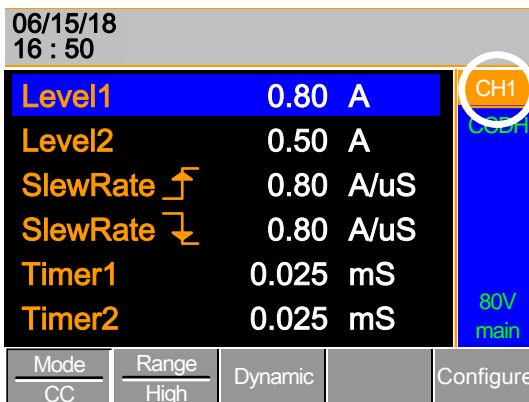 06/15/18
16 : 50
CH1
Level1 0.80 A
CCDH
Level2 0.50 A
SlewRate 0.80 A/uS
SlewRate 0.80 A/uS
Timer1 0.025 mS
80V
Timer2 0.025 mS
main
Mode Range Dynamic Configure
CC High